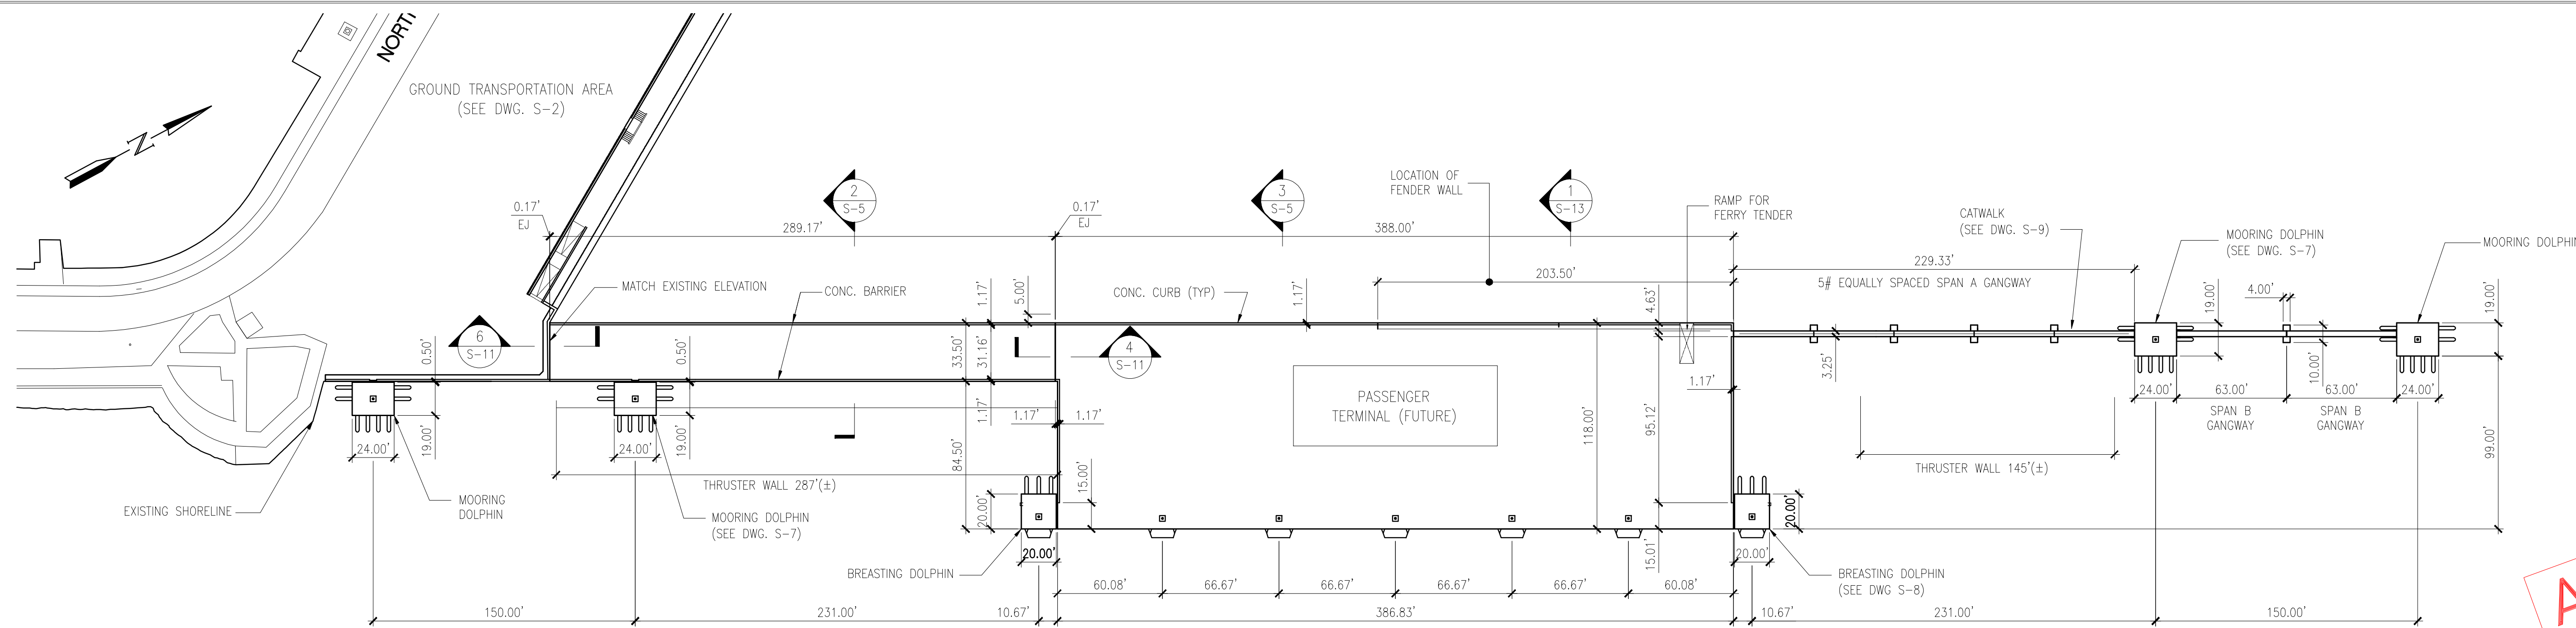 NORT
GROUND TRANSPORTATION AREA
(SEE DWG. S-2)
N
0.17'
EJ
2
S-5
289.17'
0.17'
EJ
3
S-5
388.00'
LOCATION OF
FENDER WALL
1
S-13
RAMP FOR
FERRY TENDER
203.50'
CATWALK
(SEE DWG. S-9)
MOORING DOLPHIN
(SEE DWG. S-7)
MOORING DOLPHIN
229.33'
5# EQUALLY SPACED SPAN A GANGWAY
MATCH EXISTING ELEVATION
CONC. BARRIER
1.17'
5.00'
CONC. CURB (TYP)
1.17'
4.63'
19.00'
4.00'
19.00'
6
S-11
0.50'
0.50'
33.50'
31.16'
4
S-11
3.25'
10.00'
PASSENGER
TERMINAL (FUTURE)
118.00'
95.12'
1.17'
24.00'
63.00'
63.00'
24.00'
SPAN B
GANGWAY
SPAN B
GANGWAY
1.17'
1.17'
1.17'
24.00'
19.00'
24.00'
19.00'
84.50'
99.00'
THRUSTER WALL 287'(±)
THRUSTER WALL 145'(±)
15.00'
20.00'
20.00'
EXISTING SHORELINE
MOORING
DOLPHIN
MOORING DOLPHIN
(SEE DWG. S-7)
20.00'
15.01'
20.00'
BREASTING DOLPHIN
BREASTING DOLPHIN
(SEE DWG S-8)
60.08'
66.67'
66.67'
66.67'
66.67'
60.08'
150.00'
231.00'
10.67'
386.83'
10.67'
231.00'
150.00'
A